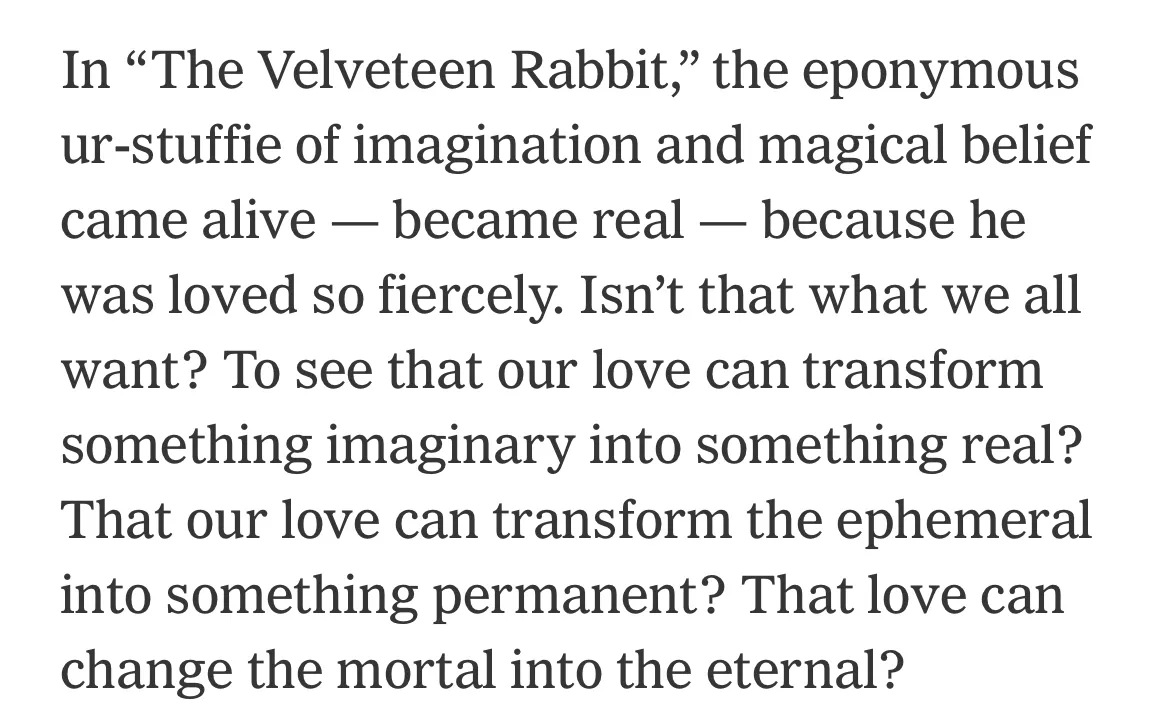 In “The Velveteen Rabbit,” the eponymous
ur-stuffie of imagination and magical belief
came alive — became real — because he
was loved so fiercely. Isn’t that what we all
want? To see that our love can transform
something imaginary into something real?
That our love can transform the ephemeral
into something permanent? That love can
change the mortal into the eternal?